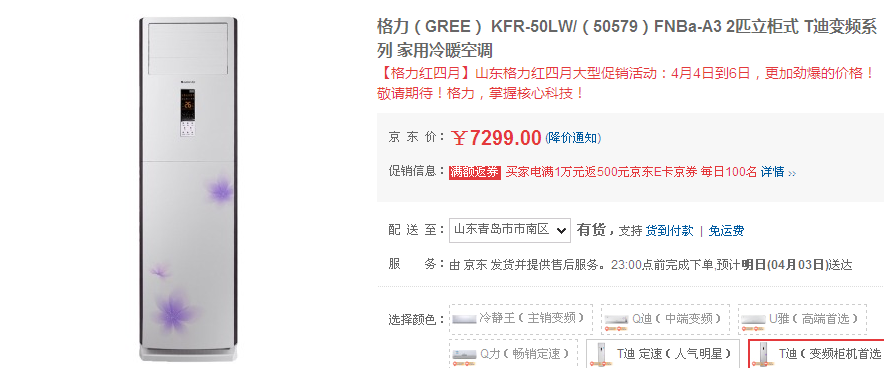 格力（GREE） KFR-50LW/（50579）FNBa-A3 2匹立柜式 T迪变频系
列 家用冷暖空调
【格力红四月】山东格力红四月大型促销活动：4月4日到6日，更加劲爆的价格！
敬请期待！格力，掌握核心科技！
京 东 价：￥7299.00 (降价通知)
促销信息：满额返券 买家电满1万元返500元京东E卡京券 每日100名 详情 >>
配 送 至：山东青岛市市南区 有货，支持 货到付款 | 免运费
服 务：由 京东 发货并提供售后服务。23:00点前完成下单,预计明日(04月03日)送达
选择颜色：冷静王（主销变频） Q迪（中端变频） U雅（高端首选）
Q力（畅销定速） T迪 定速（人气明星） T迪（变频柜机首选